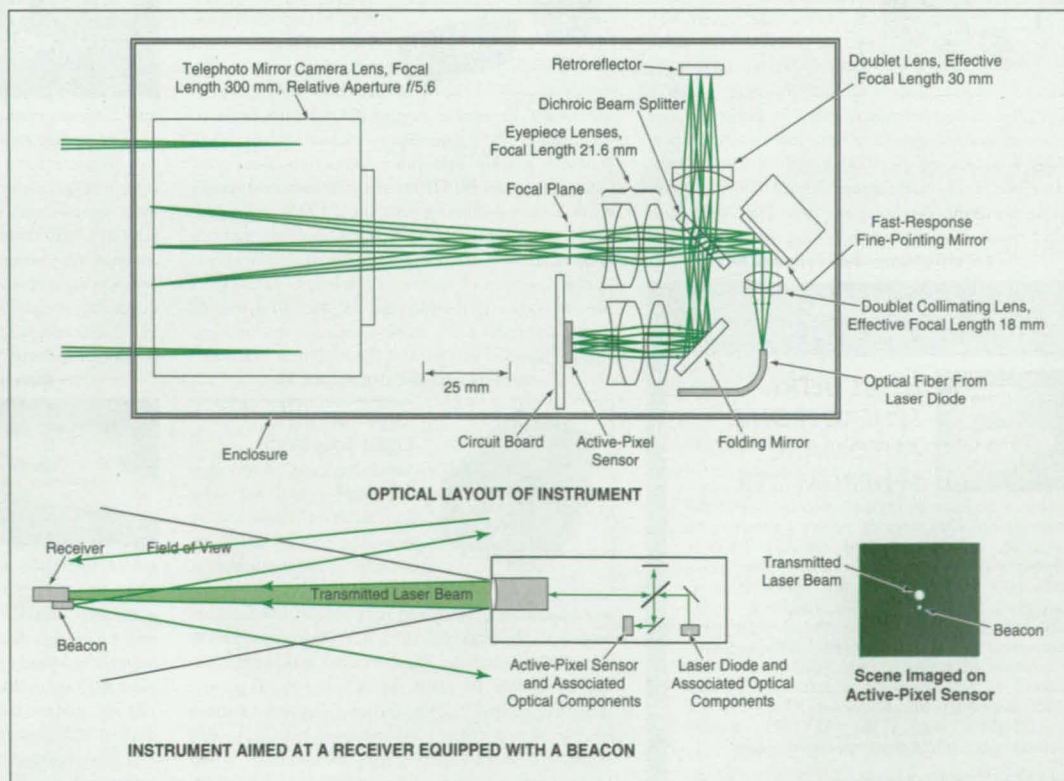 Telephoto Mirror Camera Lens, Focal
Length 300 mm, Relative Aperture f/5.6
Retroreflector
Dichroic Beam Splitter
Eyepiece Lenses,
Focal Length 21.6 mm
Focal Plane
Doublet Lens, Effective
Focal Length 30 mm
Fast-Response
Fine-Pointing Mirror
Doublet Collimating Lens,
Effective Focal Length 18 mm
25 mm
Optical Fiber From
Laser Diode
Enclosure
Circuit Board
Active-Pixel
Sensor
Folding Mirror
OPTICAL LAYOUT OF INSTRUMENT
Receiver
Field of View
Transmitted Laser Beam
Beacon
Active-Pixel Sensor
and Associated
Optical Components
Laser Diode and
Associated Optical
Components
Transmitted
Laser Beam
Beacon
Scene Imaged on
Active-Pixel Sensor
INSTRUMENT AIMED AT A RECEIVER EQUIPPED WITH A BEACON